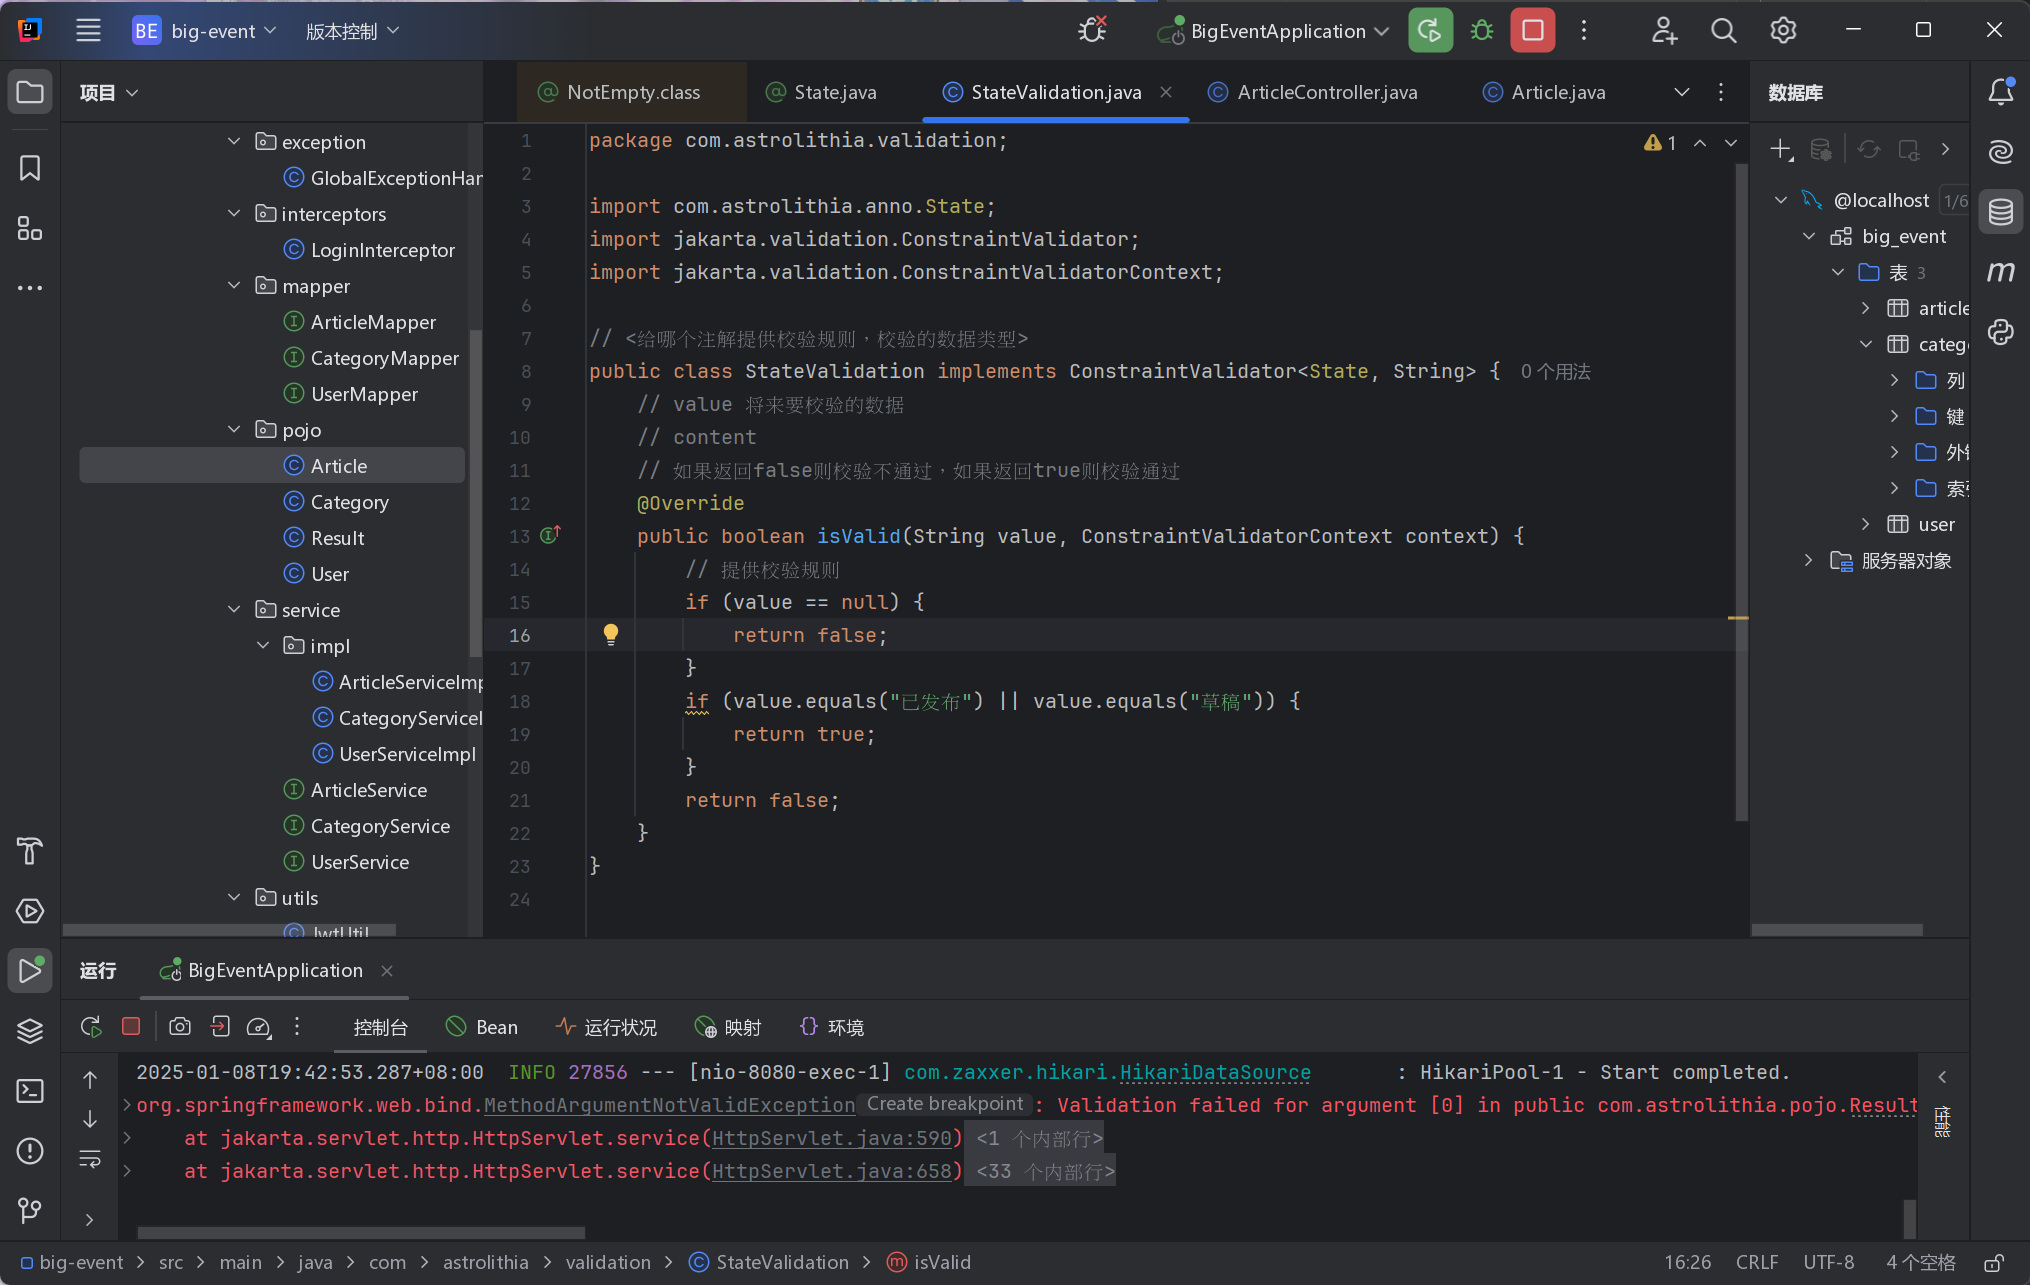 BE big-event 版本控制 BigEventApplication
项目
NotEmpty.class State.java StateValidation.java ArticleController.java Article.java
数据库
exception
GlobalExceptionHan
interceptors
LoginInterceptor
mapper
ArticleMapper
CategoryMapper
UserMapper
pojo
Article
Category
Result
User
service
impl
ArticleServiceImp
CategoryServiceI
UserServiceImpl
ArticleService
CategoryService
UserService
utils
JwtUtil
1 package com.astrolithia.validation;
2
3 import com.astrolithia.anno.State;
4 import jakarta.validation.ConstraintValidator;
5 import jakarta.validation.ConstraintValidatorContext;
6
7 // <给哪个注解提供校验规则，校验的数据类型>
8 public class StateValidation implements ConstraintValidator<State, String> { 0 个用法
9 // value 将来要校验的数据
10 // content
11 // 如果返回false则校验不通过，如果返回true则校验通过
12 @Override
13 public boolean isValid(String value, ConstraintValidatorContext context) {
14 // 提供校验规则
15 if (value == null) {
16 return false;
17 }
18 if (value.equals("已发布") || value.equals("草稿")) {
19 return true;
20 }
21 return false;
22 }
23 }
24
1
@localhost 1/6
big_event
表 3
article
categ
列
键
外
索
user
服务器对象
运行 BigEventApplication
控制台 Bean 运行状况 映射 {} 环境
2025-01-08T19:42:53.287+08:00 INFO 27856 --- [nio-8080-exec-1] com.zaxxer.hikari.HikariDataSource : HikariPool-1 - Start completed.
org.springframework.web.bind.MethodArgumentNotValidException Create breakpoint : Validation failed for argument [0] in public com.astrolithia.pojo.Result
at jakarta.servlet.http.HttpServlet.service(HttpServlet.java:590) <1 个内部行>
at jakarta.servlet.http.HttpServlet.service(HttpServlet.java:658) <33 个内部行>
性能
big-event > src > main > java > com > astrolithia > validation > StateValidation > isValid
16:26 CRLF UTF-8 4 个空格